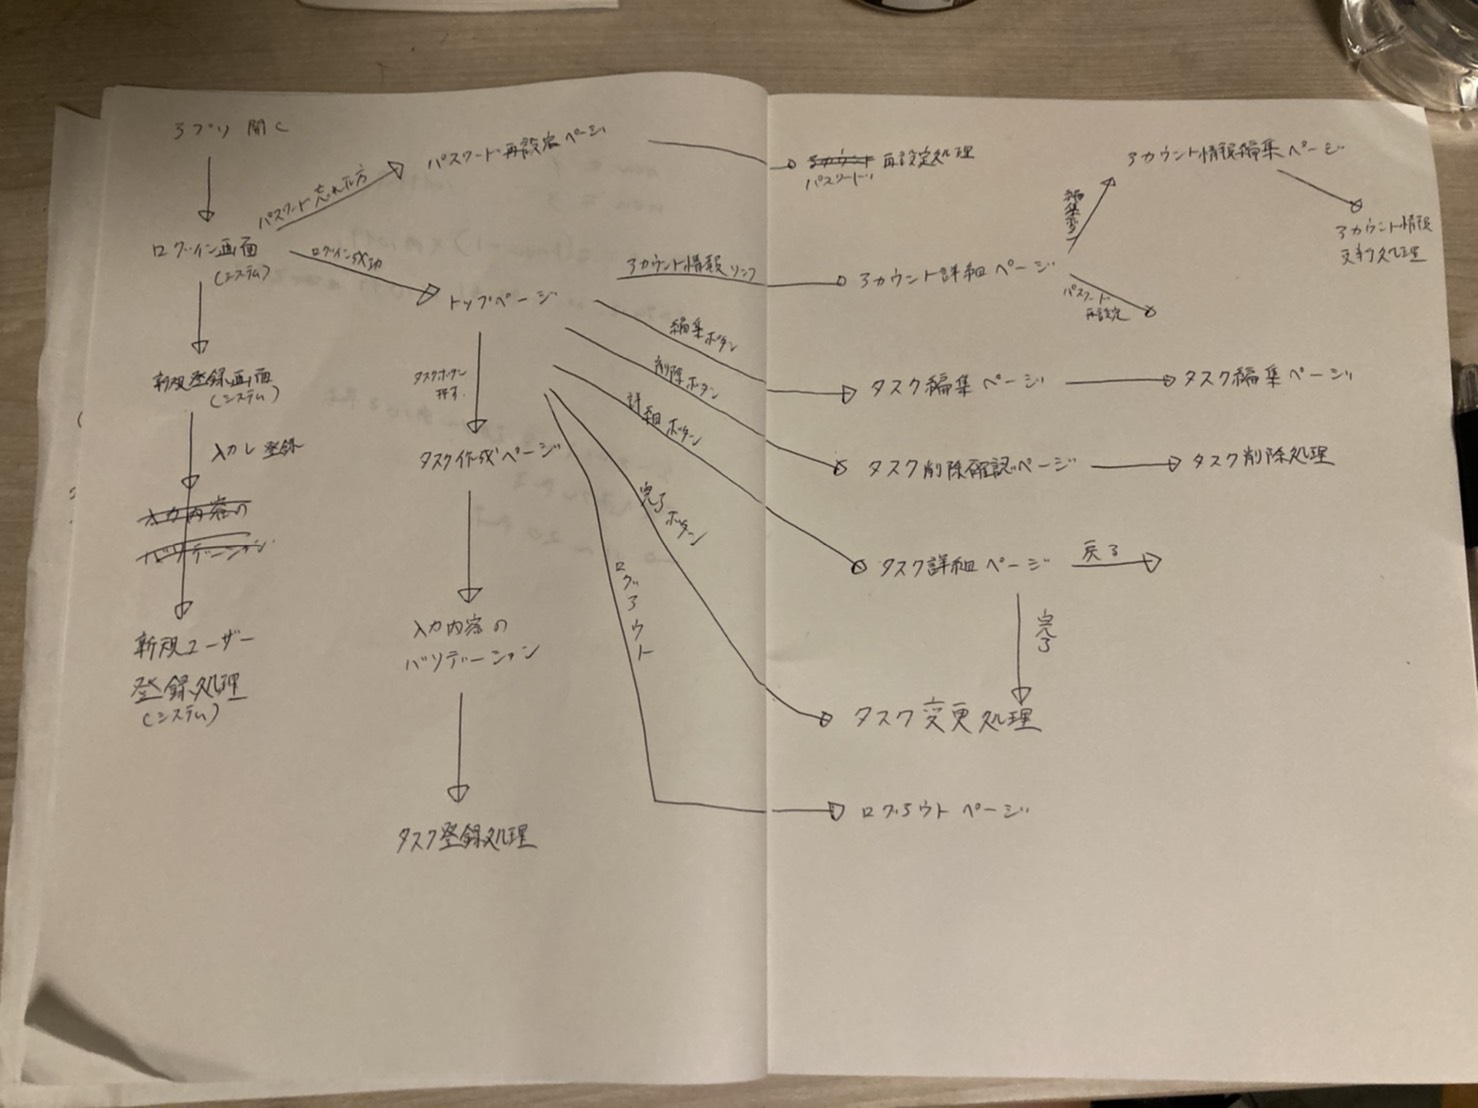 アプリ 開く
パスワード忘れた方
パスワード再設定ページ
ログイン画面
(システム)
ログイン成功
トップページ
新規登録画面
(システム)
入力し登録
入力内容の
バリデーション
新規ユーザー
登録処理
(システム)
タスクボタン
押す.
タスク作成ページ
入力内容の
バリデーション
タスク登録処理
アカウント情報リンク
編集ボタン
削除ボタン
詳細ボタン
完了ボタン
ログアウト
アカウント 再設定処理
パスワード
アカウント詳細ページ
アカウント情報編集ページ
アカウント情報
処理
パスワード
再設定
タスク編集ページ
タスク編集ページ
タスク削除確認ページ
タスク削除処理
タスク詳細ページ
戻る
完了
タスク変更処理
ログアウトページ